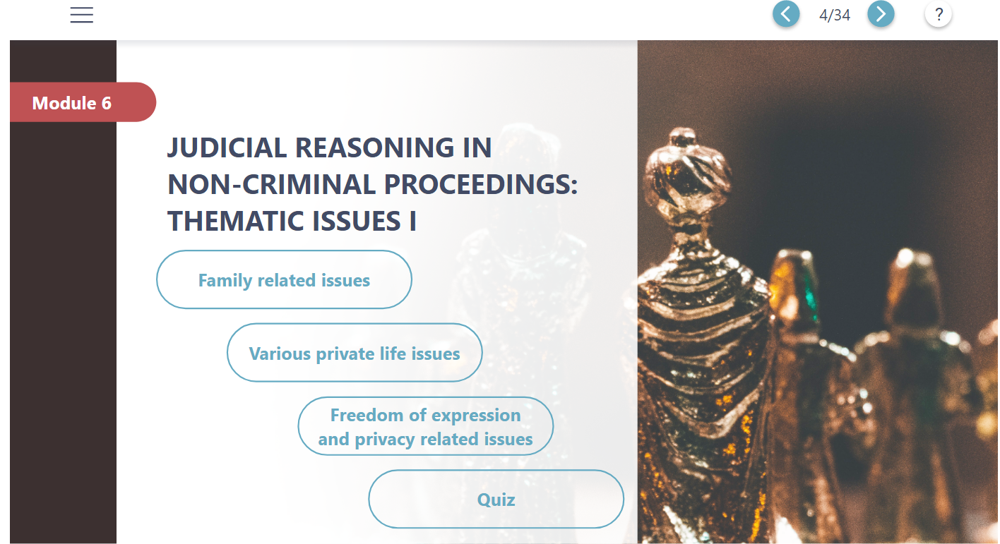 4/34
?
Module 6
JUDICIAL REASONING IN
NON-CRIMINAL PROCEEDINGS:
THEMATIC ISSUES I
Family related issues
Various private life issues
Freedom of expression
and privacy related issues
Quiz